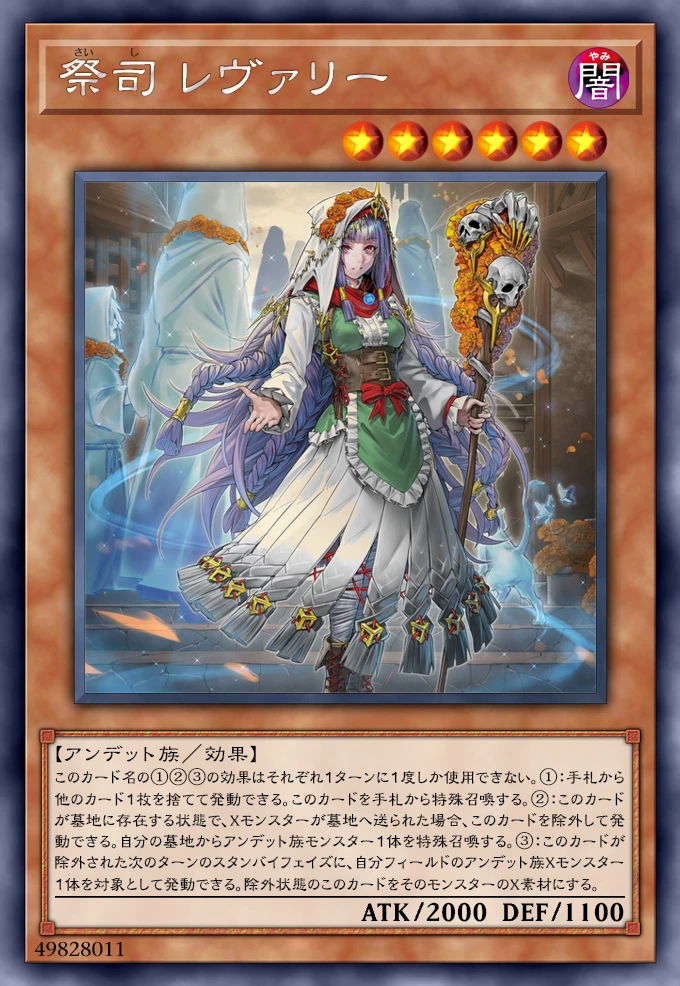 さい し
祭司 レヴァリー
やみ
闇
【アンデット族／効果】
このカード名の①②③の効果はそれぞれ1ターンに1度しか使用できない。①：手札から
他のカード1枚を捨てて発動できる。このカードを手札から特殊召喚する。②：このカード
が墓地に存在する状態で、Xモンスターが墓地へ送られた場合、このカードを除外して発
動できる。自分の墓地からアンデット族モンスター1体を特殊召喚する。③：このカードが
除外された次のターンのスタンバイフェイズに、自分フィールドのアンデット族Xモンスター
1体を対象として発動できる。除外状態のこのカードをそのモンスターのX素材にする。
ATK/2000 DEF/1100
49828011